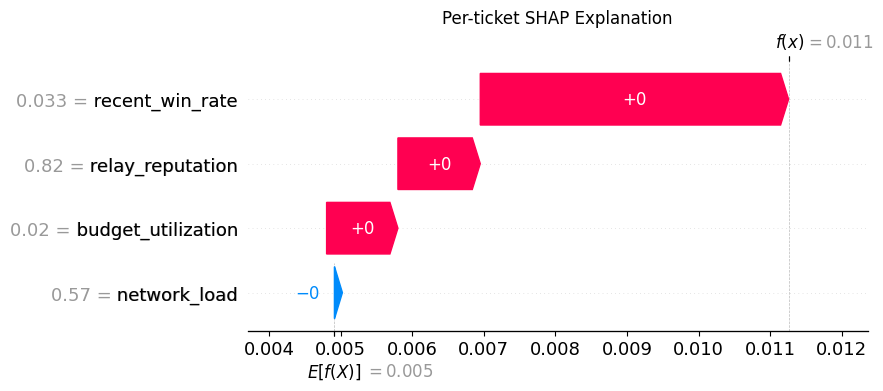 Per-ticket SHAP Explanation
f(x) = 0.011
0.033 = recent_win_rate
+0
0.82 = relay_reputation
+0
0.02 = budget_utilization
+0
0.57 = network_load
−0
0.004 0.005 0.006 0.007 0.008 0.009 0.010 0.011 0.012
E[f(X)] = 0.005